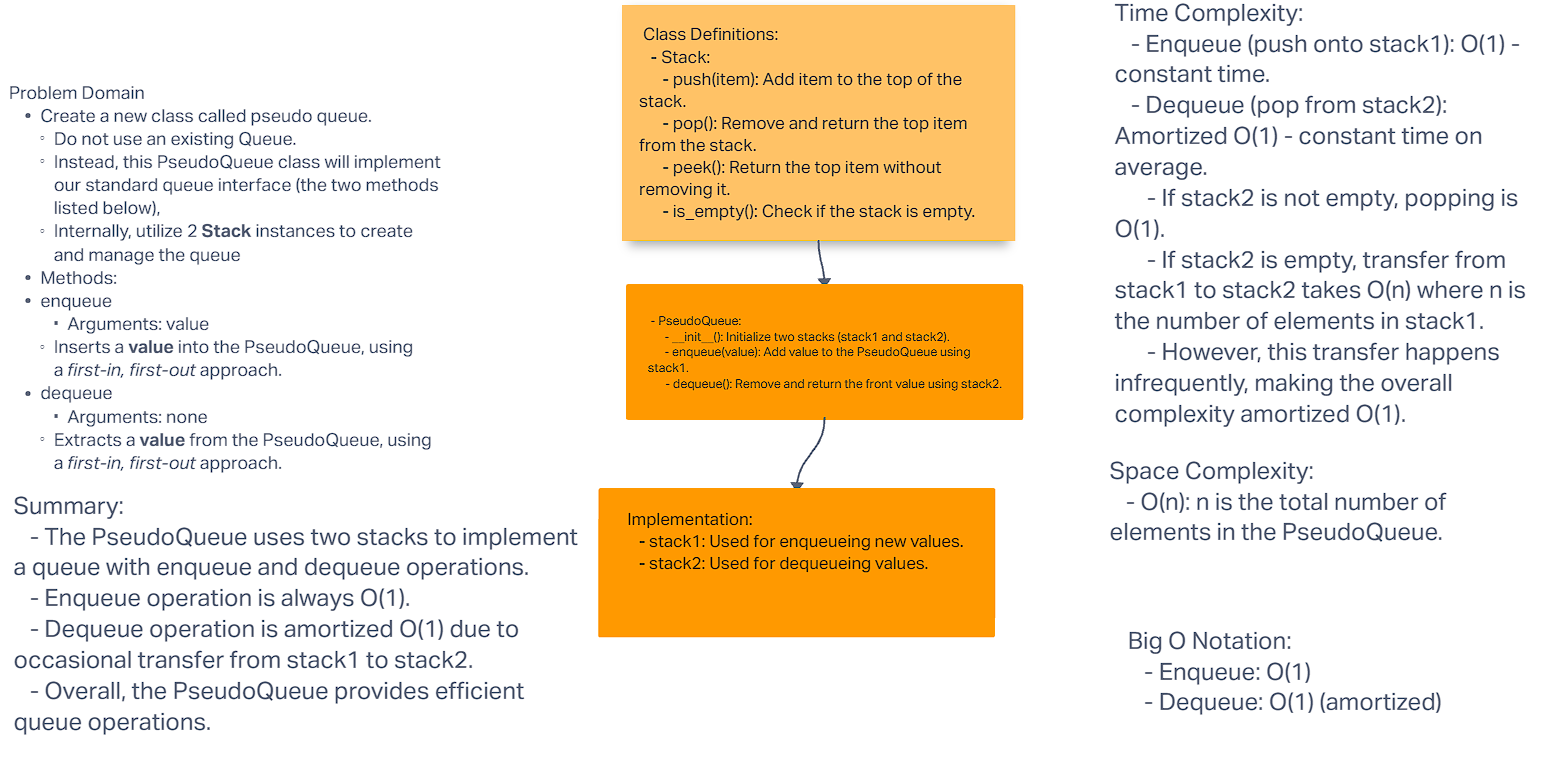 Problem Domain
• Create a new class called pseudo queue.
◦ Do not use an existing Queue.
◦ Instead, this PseudoQueue class will implement
our standard queue interface (the two methods
listed below),
◦ Internally, utilize 2 Stack instances to create
and manage the queue
• Methods:
• enqueue
▪ Arguments: value
◦ Inserts a value into the PseudoQueue, using
a first-in, first-out approach.
• dequeue
▪ Arguments: none
◦ Extracts a value from the PseudoQueue, using
a first-in, first-out approach.
Summary:
- The PseudoQueue uses two stacks to implement
a queue with enqueue and dequeue operations.
- Enqueue operation is always O(1).
- Dequeue operation is amortized O(1) due to
occasional transfer from stack1 to stack2.
- Overall, the PseudoQueue provides efficient
queue operations.
Class Definitions:
- Stack:
- push(item): Add item to the top of the
stack.
- pop(): Remove and return the top item
from the stack.
- peek(): Return the top item without
removing it.
- is_empty(): Check if the stack is empty.
- PseudoQueue:
- __init__(): Initialize two stacks (stack1 and stack2).
- enqueue(value): Add value to the PseudoQueue using
stack1.
- dequeue(): Remove and return the front value using stack2.
Implementation:
- stack1: Used for enqueueing new values.
- stack2: Used for dequeueing values.
Time Complexity:
- Enqueue (push onto stack1): O(1) -
constant time.
- Dequeue (pop from stack2):
Amortized O(1) - constant time on
average.
- If stack2 is not empty, popping is
O(1).
- If stack2 is empty, transfer from
stack1 to stack2 takes O(n) where n is
the number of elements in stack1.
- However, this transfer happens
infrequently, making the overall
complexity amortized O(1).
Space Complexity:
- O(n): n is the total number of
elements in the PseudoQueue.
Big O Notation:
- Enqueue: O(1)
- Dequeue: O(1) (amortized)